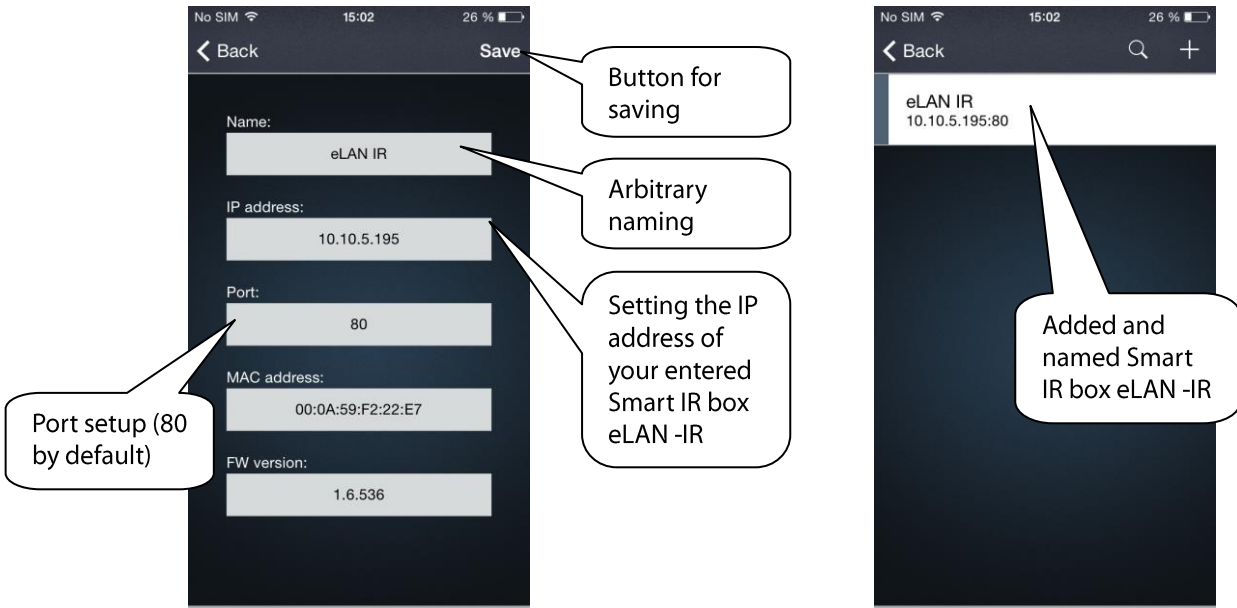 No SIM 15:02 26 %
Back Save
Button for
saving
Name:
eLAN IR
Arbitrary
naming
IP address:
10.10.5.195
Setting the IP
address of
your entered
Smart IR box
eLAN -IR
Port:
80
Port setup (80
by default)
MAC address:
00:0A:59:F2:22:E7
FW version:
1.6.536
No SIM 15:02 26 %
Back
eLAN IR
10.10.5.195:80
Added and
named Smart
IR box eLAN -IR